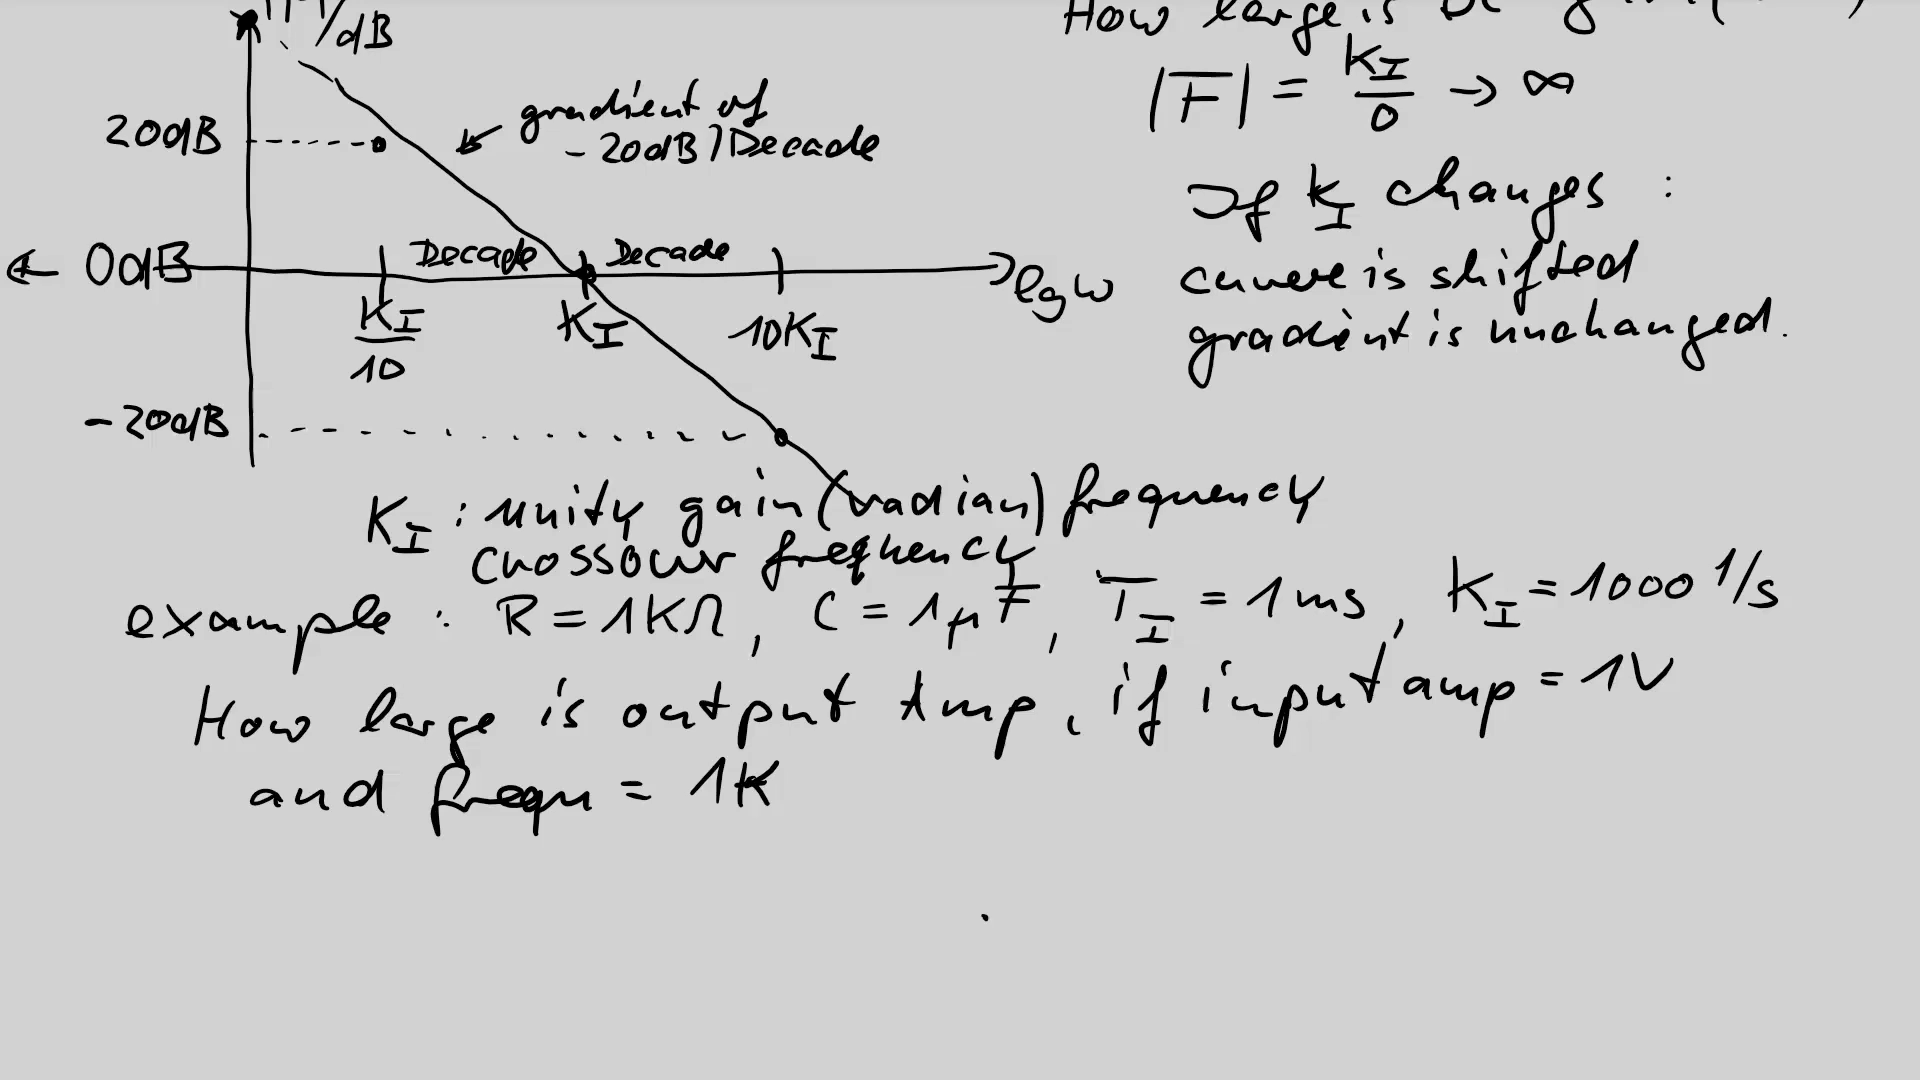 /dB
How large is DC
20dB
gradient of
- 20dB/Decade
|F| = K_I/0 → ∞
If K_I changes :
curve is shifted
gradient is unchanged.
0dB
Decade
Decade
lgω
K_I/10
K_I
10K_I
-20dB
K_I : unity gain (radian) frequency
crossover frequency
example : R = 1KΩ, C = 1μF, T_I = 1ms, K_I = 1000 1/s
How large is output Amp, if input amp = 1V
and frequ = 1K